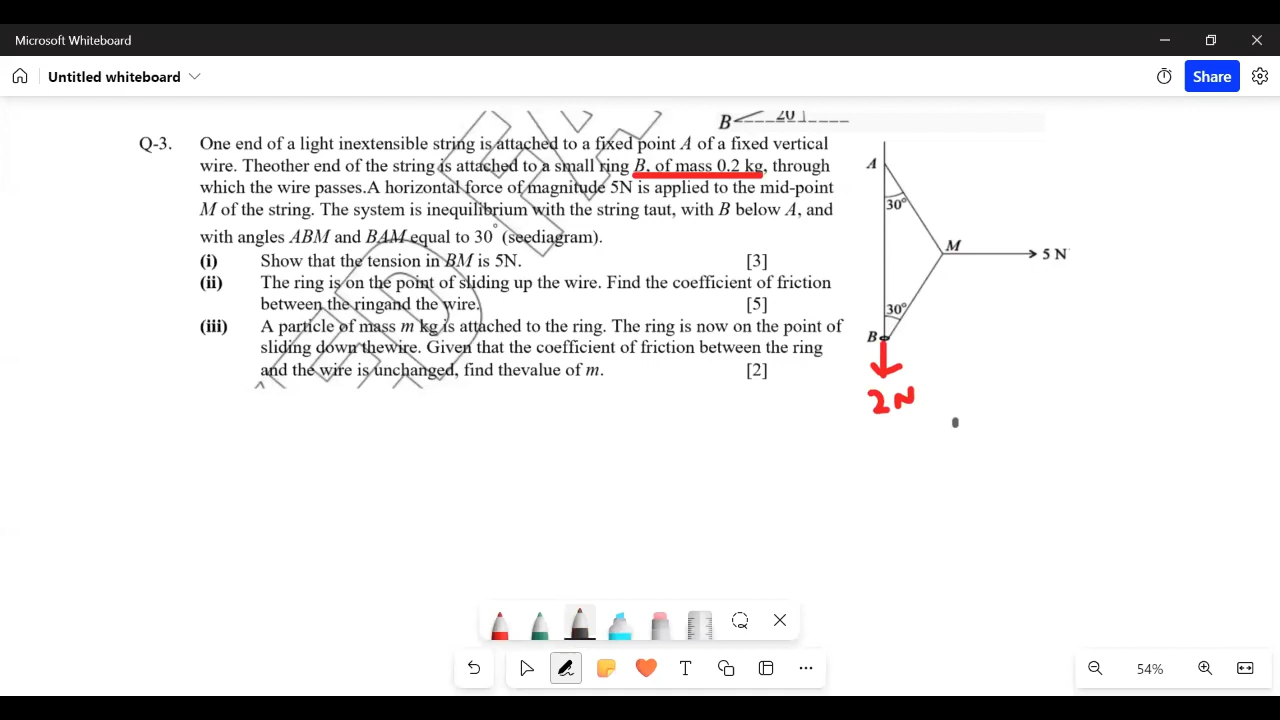 Microsoft Whiteboard
Untitled whiteboard
Share
B 20
Q-3. One end of a light inextensible string is attached to a fixed point A of a fixed vertical
wire. Theother end of the string is attached to a small ring B, of mass 0.2 kg, through
which the wire passes.A horizontal force of magnitude 5N is applied to the mid-point
M of the string. The system is inequilibrium with the string taut, with B below A, and
with angles ABM and BAM equal to 30° (seediagram).
(i) Show that the tension in BM is 5N. [3]
(ii) The ring is on the point of sliding up the wire. Find the coefficient of friction
between the ringand the wire. [5]
(iii) A particle of mass m kg is attached to the ring. The ring is now on the point of
sliding down thewire. Given that the coefficient of friction between the ring
and the wire is unchanged, find thevalue of m. [2]
A
30°
M
5 N
30°
B
2N
54%